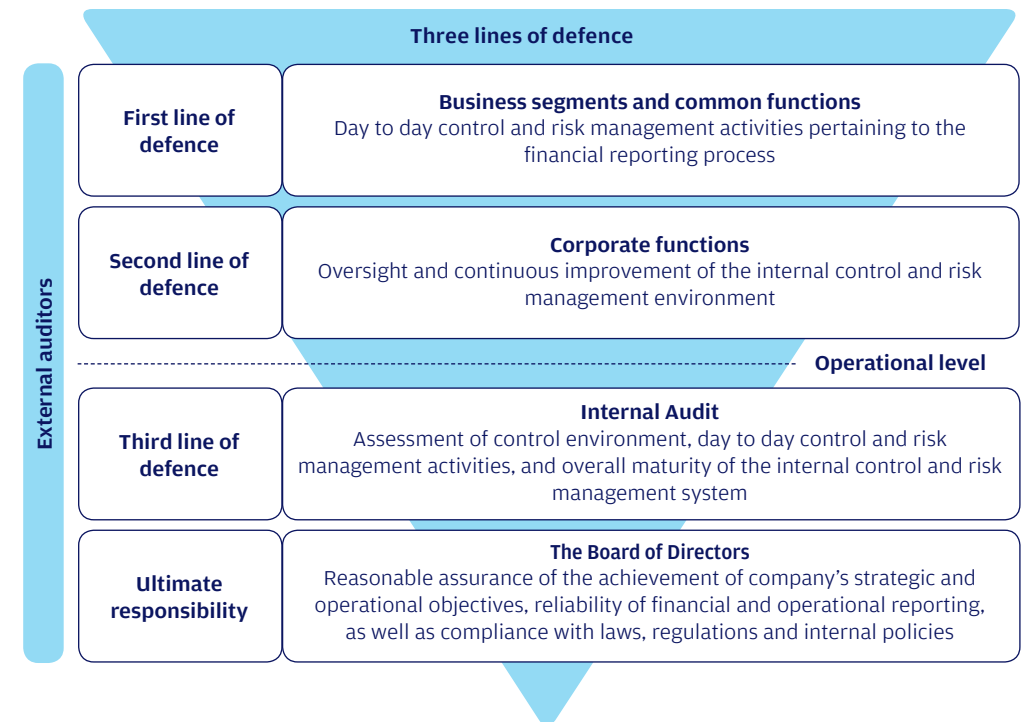 Three lines of defence
External auditors
First line of
defence
Business segments and common functions
Day to day control and risk management activities pertaining to the
financial reporting process
Second line of
defence
Corporate functions
Oversight and continuous improvement of the internal control and risk
management environment
Operational level
Third line of
defence
Internal Audit
Assessment of control environment, day to day control and risk
management activities, and overall maturity of the internal control and risk
management system
Ultimate
responsibility
The Board of Directors
Reasonable assurance of the achievement of company’s strategic and
operational objectives, reliability of financial and operational reporting,
as well as compliance with laws, regulations and internal policies